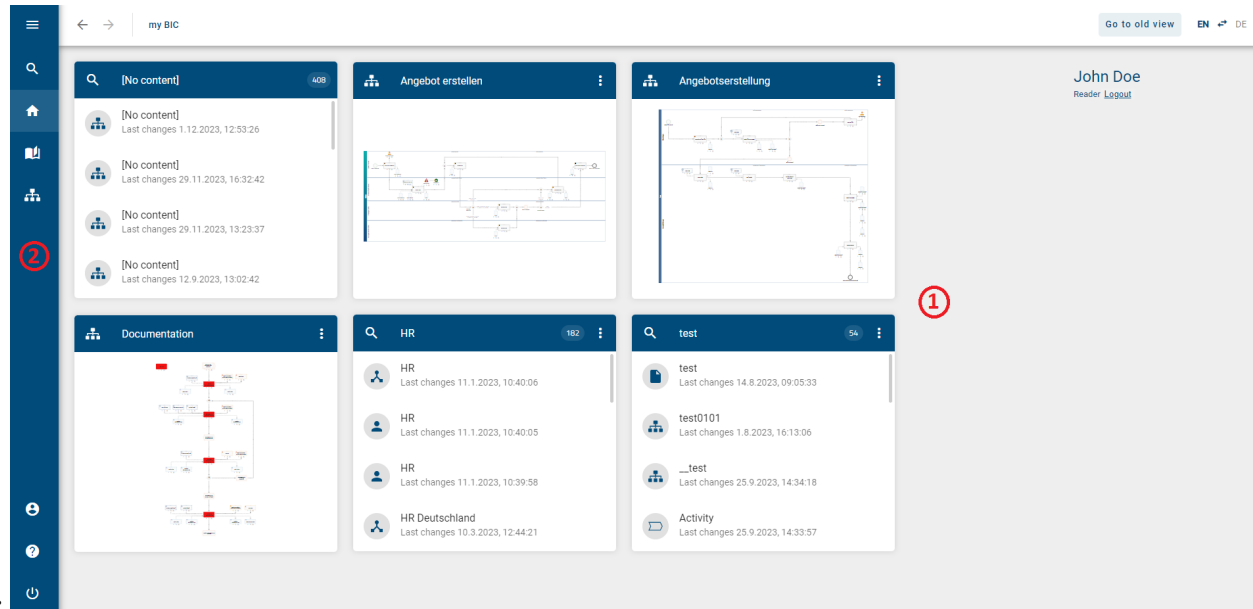 my BIC
Go to old view
EN
DE
[No content]
408
[No content]
Last changes 1.12.2023, 12:53:26
[No content]
Last changes 29.11.2023, 16:32:42
[No content]
Last changes 29.11.2023, 13:23:37
[No content]
Last changes 12.9.2023, 13:02:42
Angebot erstellen
Angebotserstellung
John Doe
Reader Logout
2
1
Documentation
HR
182
HR
Last changes 11.1.2023, 10:40:06
HR
Last changes 11.1.2023, 10:40:05
HR
Last changes 11.1.2023, 10:39:58
HR Deutschland
Last changes 10.3.2023, 12:44:21
test
54
test
Last changes 14.8.2023, 09:05:33
test0101
Last changes 1.8.2023, 16:13:06
__test
Last changes 25.9.2023, 14:34:18
Activity
Last changes 25.9.2023, 14:33:57